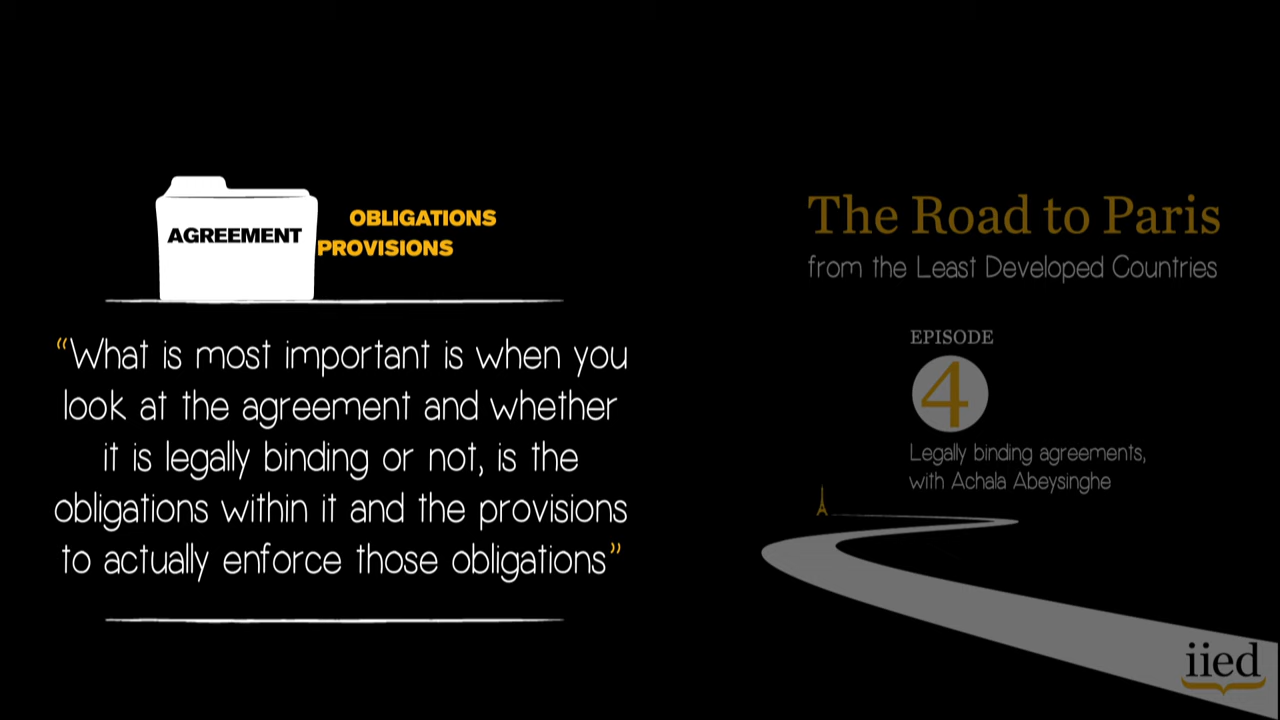 AGREEMENT
OBLIGATIONS
PROVISIONS
“What is most important is when you
look at the agreement and whether
it is legally binding or not, is the
obligations within it and the provisions
to actually enforce those obligations”
The Road to Paris
from the Least Developed Countries
EPISODE
4
Legally binding agreements,
with Achala Abeysinghe
iied